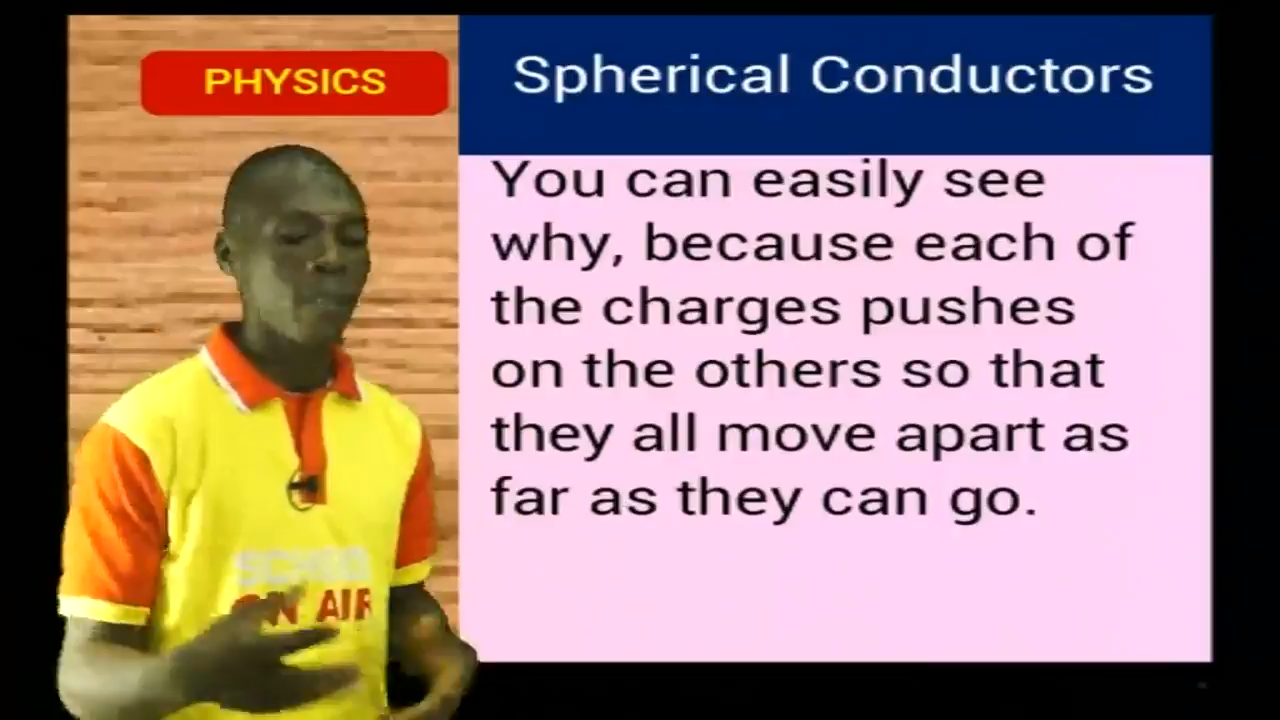 PHYSICS
Spherical Conductors
You can easily see
why, because each of
the charges pushes
on the others so that
they all move apart as
far as they can go.
SCHOOL
ON AIR